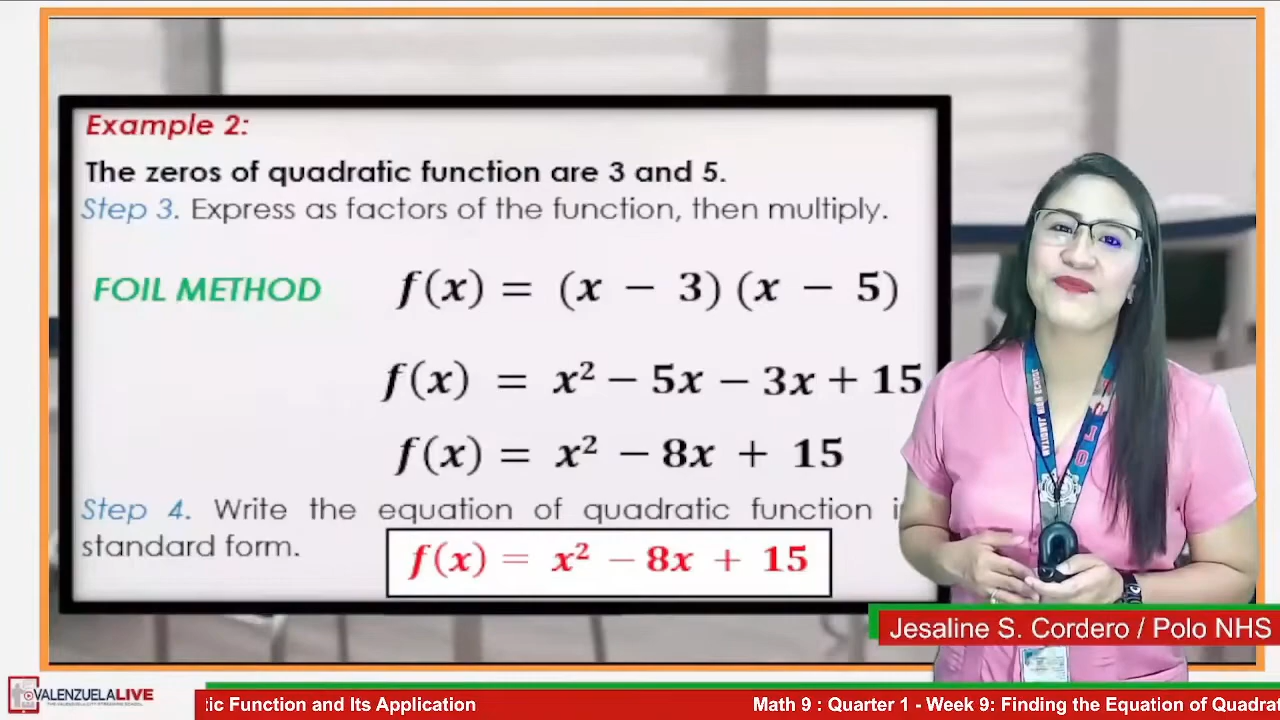 Example 2:
The zeros of quadratic function are 3 and 5.
Step 3. Express as factors of the function, then multiply.
FOIL METHOD f(x) = (x − 3) (x − 5)
f(x) = x² − 5x − 3x + 15
f(x) = x² − 8x + 15
Step 4. Write the equation of quadratic function
standard form.
f(x) = x² − 8x + 15
Jesaline S. Cordero / Polo NHS
VALENZUELALIVE
ic Function and Its Application Math 9 : Quarter 1 - Week 9: Finding the Equation of Quadrat